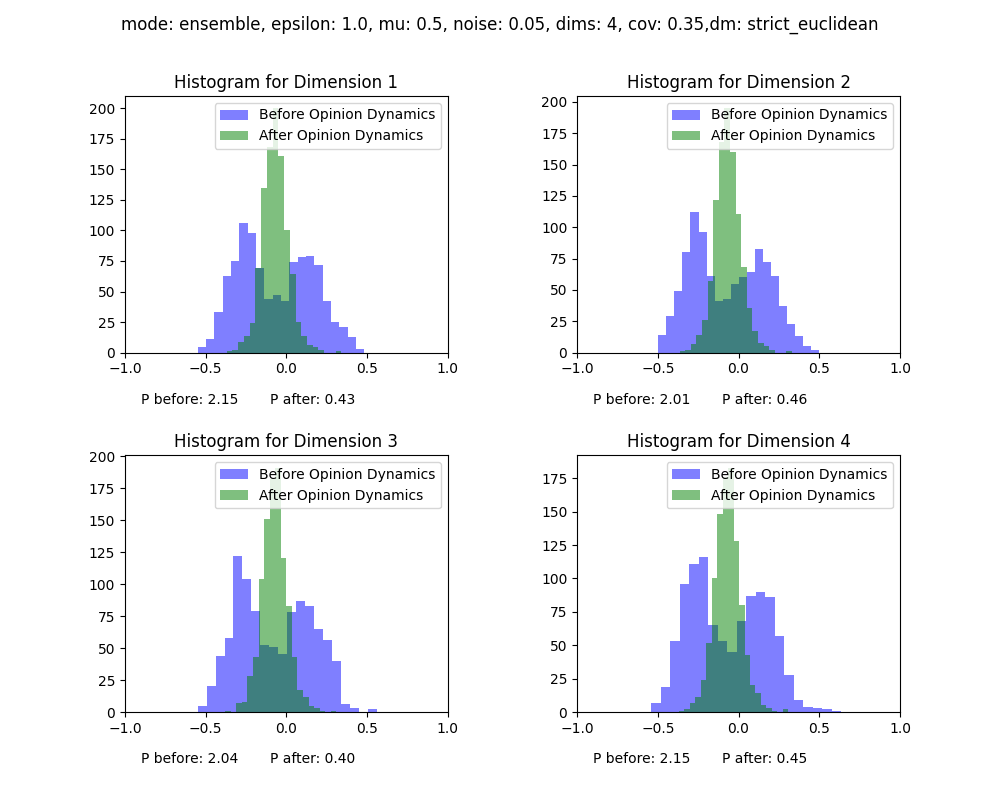 mode: ensemble, epsilon: 1.0, mu: 0.5, noise: 0.05, dims: 4, cov: 0.35,dm: strict_euclidean
Histogram for Dimension 1
Before Opinion Dynamics
After Opinion Dynamics
200
175
150
125
100
75
50
25
0
−1.0 −0.5 0.0 0.5 1.0
P before: 2.15 P after: 0.43
Histogram for Dimension 2
Before Opinion Dynamics
After Opinion Dynamics
200
175
150
125
100
75
50
25
0
−1.0 −0.5 0.0 0.5 1.0
P before: 2.01 P after: 0.46
Histogram for Dimension 3
Before Opinion Dynamics
After Opinion Dynamics
200
175
150
125
100
75
50
25
0
−1.0 −0.5 0.0 0.5 1.0
P before: 2.04 P after: 0.40
Histogram for Dimension 4
Before Opinion Dynamics
After Opinion Dynamics
175
150
125
100
75
50
25
0
−1.0 −0.5 0.0 0.5 1.0
P before: 2.15 P after: 0.45